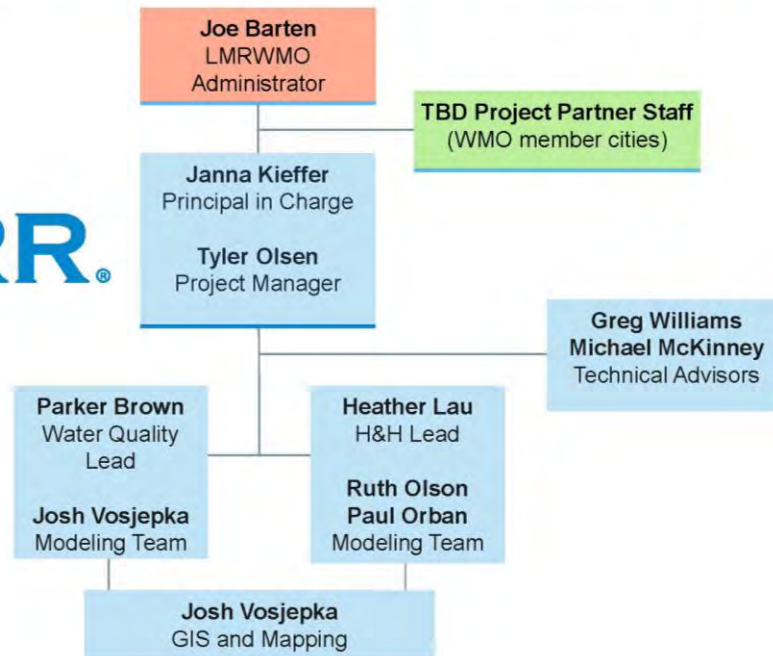 Joe Barten
LMRWMO
Administrator
TBD Project Partner Staff
(WMO member cities)
Janna Kieffer
Principal in Charge
Tyler Olsen
Project Manager
RR®
Greg Williams
Michael McKinney
Technical Advisors
Parker Brown
Water Quality
Lead
Josh Vosjepka
Modeling Team
Heather Lau
H&H Lead
Ruth Olson
Paul Orban
Modeling Team
Josh Vosjepka
GIS and Mapping